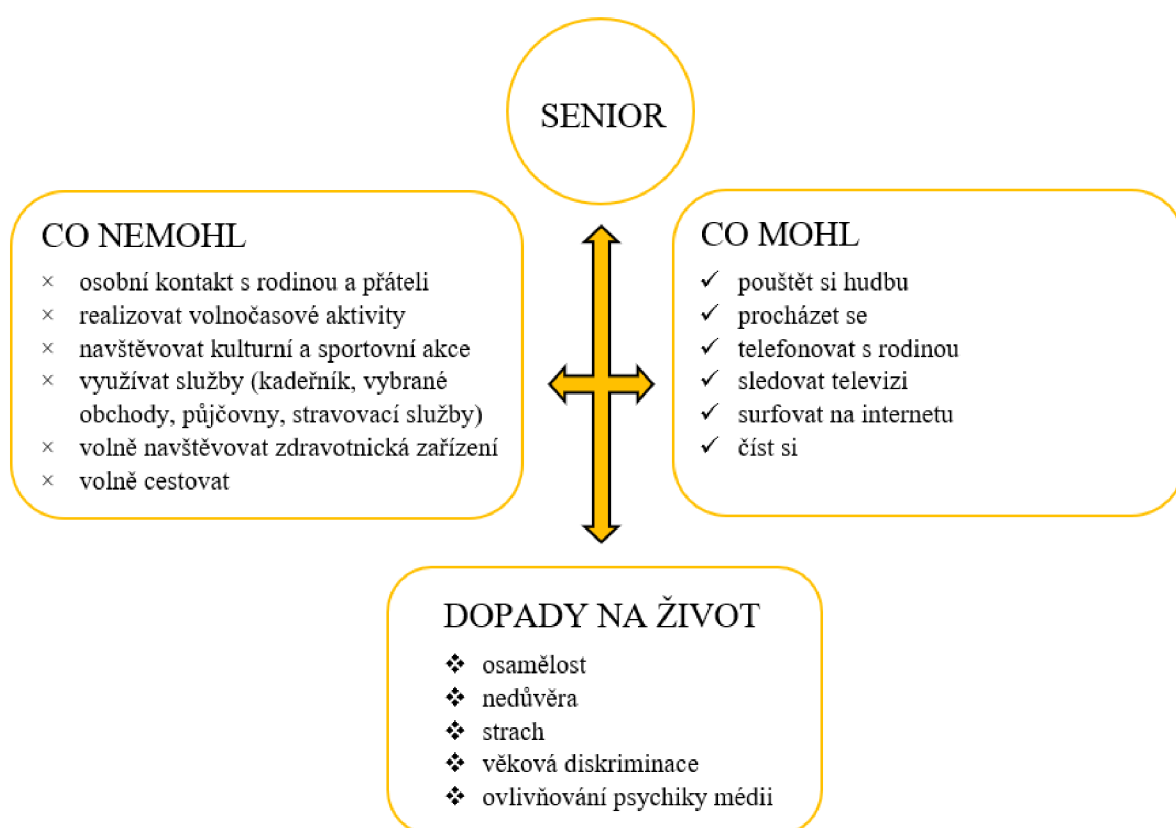 SENIOR
CO NEMOHL
× osobní kontakt s rodinou a přáteli
× realizovat volnočasové aktivity
× navštěvovat kulturní a sportovní akce
× využívat služby (kadeřník, vybrané
obchody, půjčovny, stravovací služby)
× volně navštěvovat zdravotnická zařízení
× volně cestovat
CO MOHL
✓ pouštět si hudbu
✓ procházet se
✓ telefonovat s rodinou
✓ sledovat televizi
✓ surfovat na internetu
✓ číst si
DOPADY NA ŽIVOT
❖ osamělost
❖ nedůvěra
❖ strach
❖ věková diskriminace
❖ ovlivňování psychiky médii